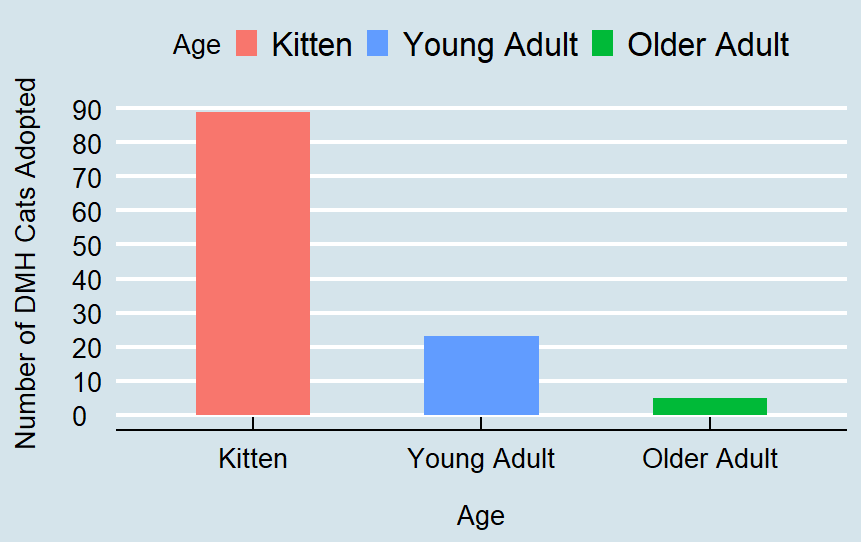 Age Kitten Young Adult Older Adult
Number of DMH Cats Adopted
90
80
70
60
50
40
30
20
10
0
Kitten Young Adult Older Adult
Age